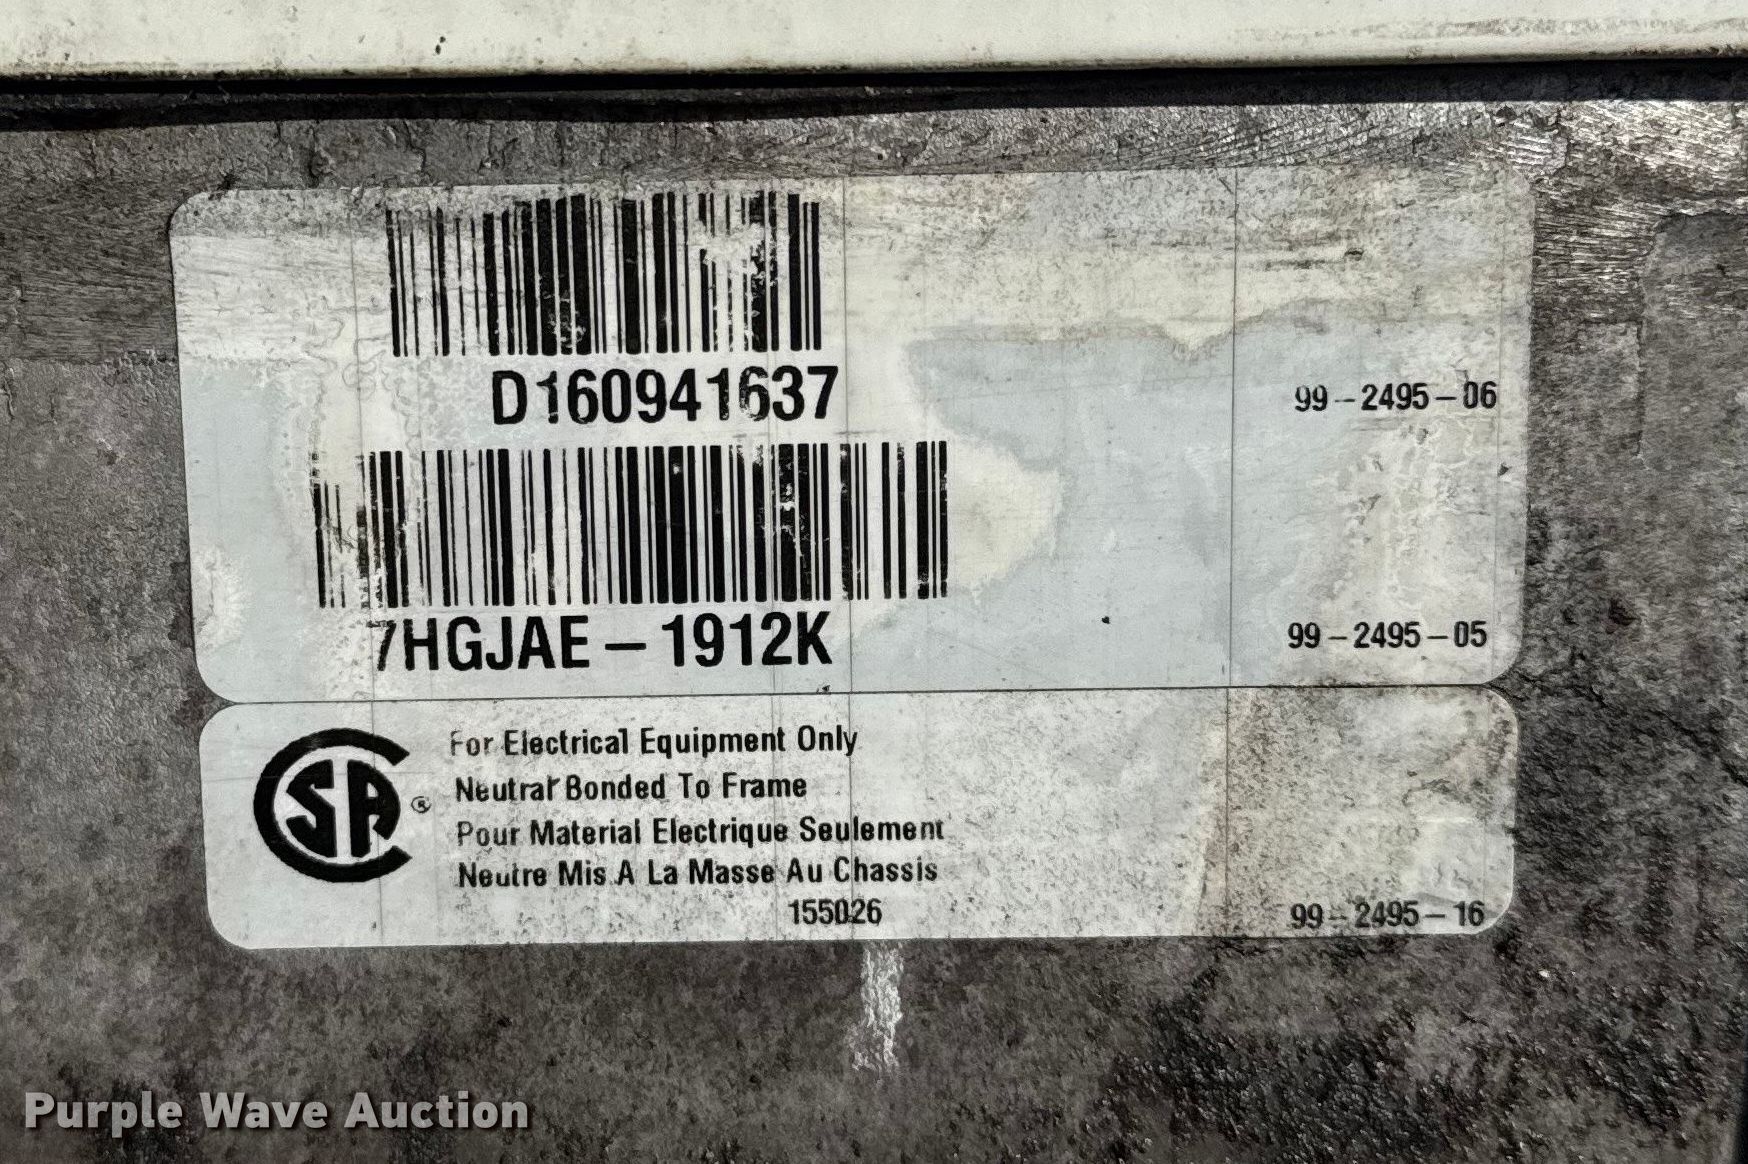 D160941637
99-2495-06
7HGJAE-1912K
99-2495-05
SA ®
For Electrical Equipment Only
Neutral Bonded To Frame
Pour Material Electrique Seulement
Neutre Mis A La Masse Au Chassis
155026
99-2495-16
Purple Wave Auction